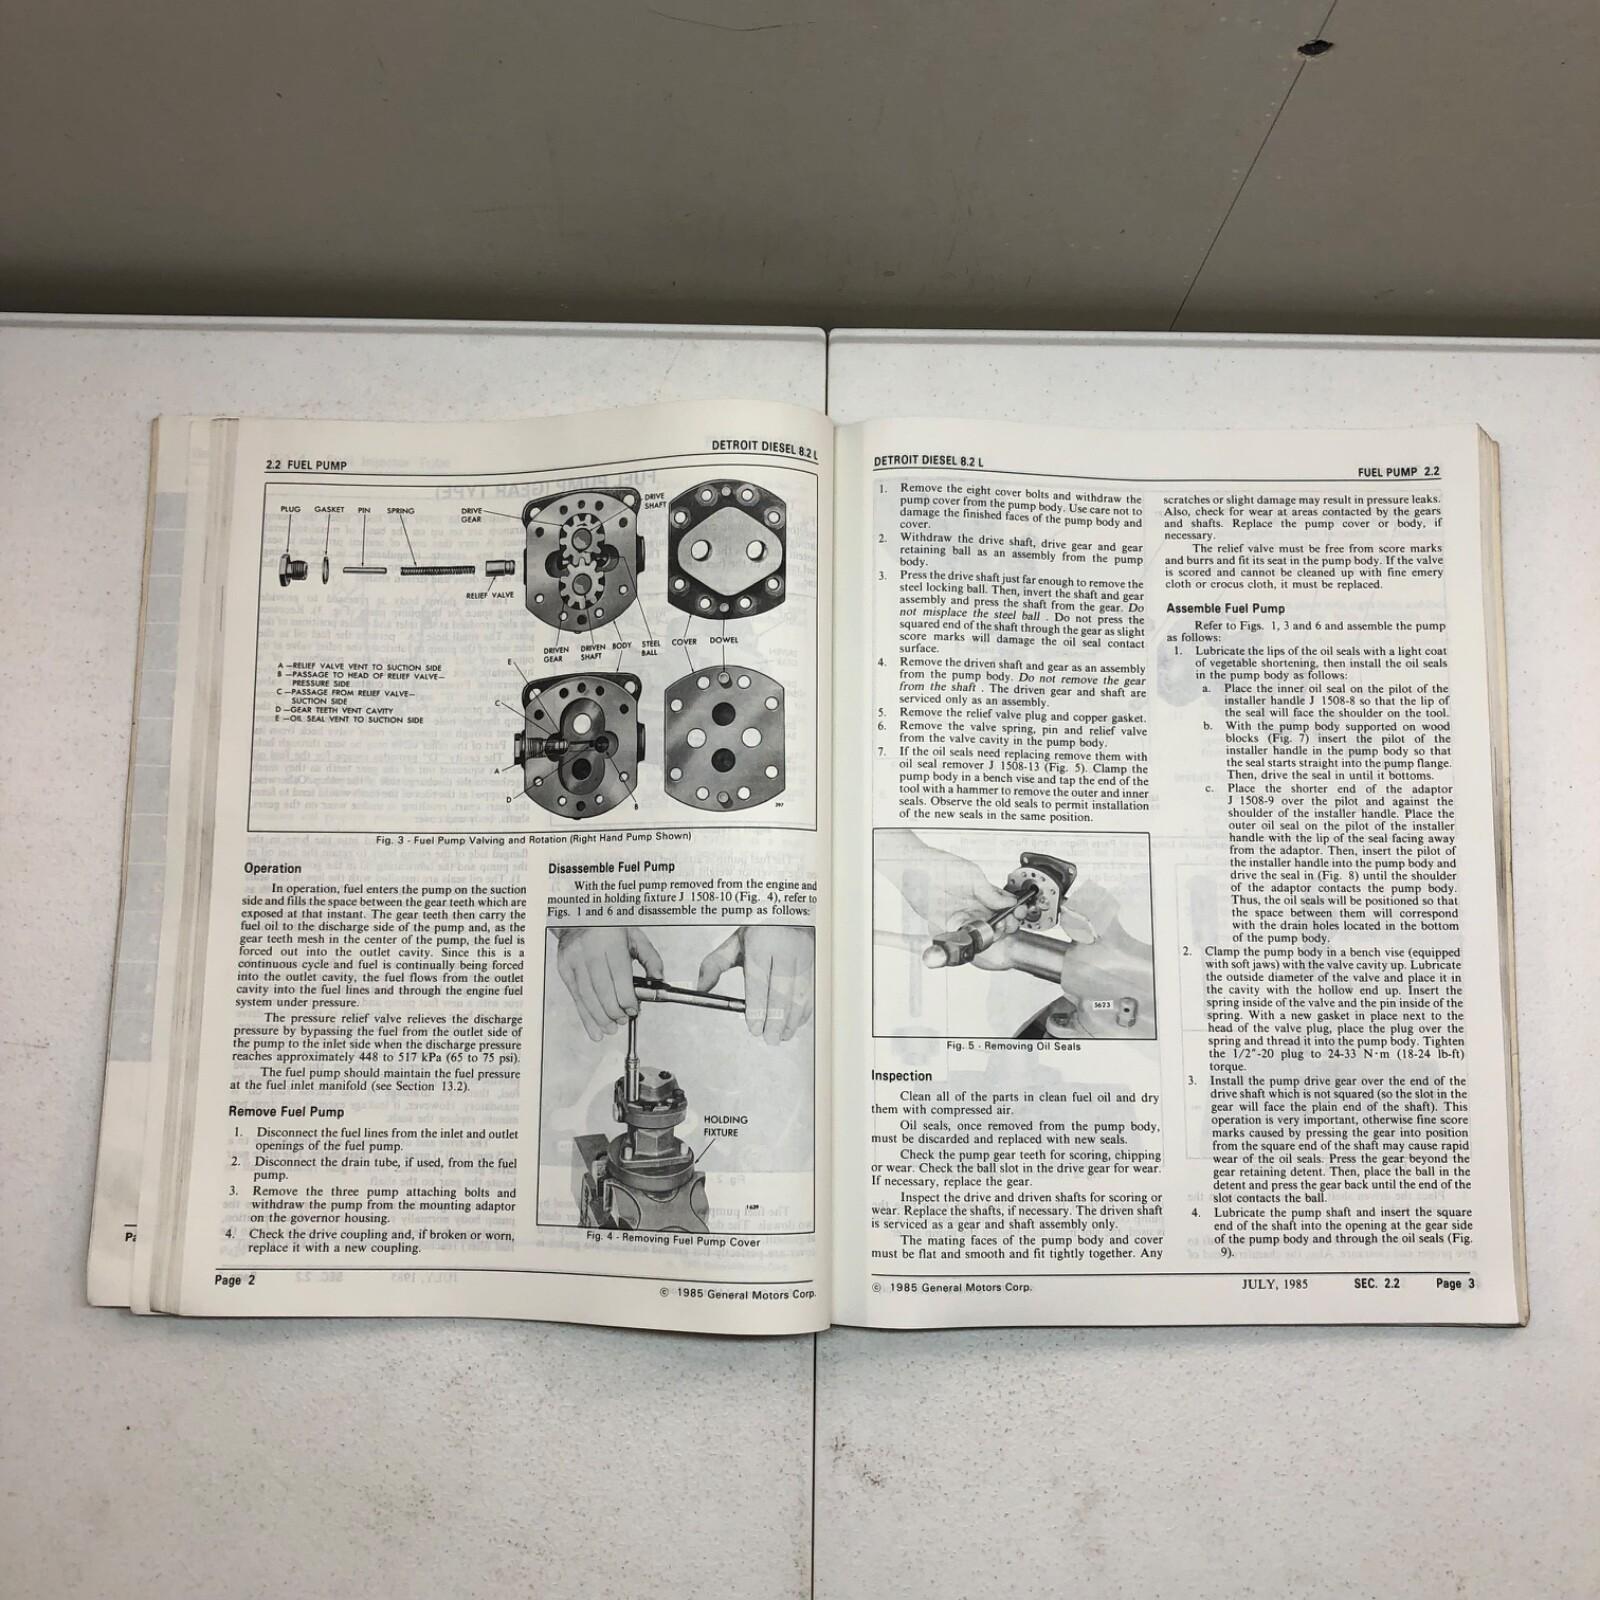 2.2 FUEL PUMP
DETROIT DIESEL 8.2 L
PLUG GASKET PIN SPRING
DRIVE
GEAR
DRIVE
SHAFT
RELIEF VALVE
DRIVEN
GEAR
DRIVEN
SHAFT
BODY
STEEL
BALL
COVER
DOWEL
A —RELIEF VALVE VENT TO SUCTION SIDE
B —PASSAGE TO HEAD OF RELIEF VALVE—
PRESSURE SIDE
C —PASSAGE FROM RELIEF VALVE—
SUCTION SIDE
D —GEAR TEETH VENT CAVITY
E —OIL SEAL VENT TO SUCTION SIDE
E
C
A
D
B
397
Fig. 3 - Fuel Pump Valving and Rotation (Right Hand Pump Shown)
Operation
In operation, fuel enters the pump on the suction
side and fills the space between the gear teeth which are
exposed at that instant. The gear teeth then carry the
fuel oil to the discharge side of the pump and, as the
gear teeth mesh in the center of the pump, the fuel is
forced out into the outlet cavity. Since this is a
continuous cycle and fuel is continually being forced
into the outlet cavity, the fuel flows from the outlet
cavity into the fuel lines and through the engine fuel
system under pressure.
The pressure relief valve relieves the discharge
pressure by bypassing the fuel from the outlet side of
the pump to the inlet side when the discharge pressure
reaches approximately 448 to 517 kPa (65 to 75 psi).
The fuel pump should maintain the fuel pressure
at the fuel inlet manifold (see Section 13.2).
Remove Fuel Pump
1. Disconnect the fuel lines from the inlet and outlet
openings of the fuel pump.
2. Disconnect the drain tube, if used, from the fuel
pump.
3. Remove the three pump attaching bolts and
withdraw the pump from the mounting adaptor
on the governor housing.
4. Check the drive coupling and, if broken or worn,
replace it with a new coupling.
Disassemble Fuel Pump
With the fuel pump removed from the engine and
mounted in holding fixture J 1508-10 (Fig. 4), refer to
Figs. 1 and 6 and disassemble the pump as follows:
HOLDING
FIXTURE
1639
Fig. 4 - Removing Fuel Pump Cover
Page 2
© 1985 General Motors Corp.
DETROIT DIESEL 8.2 L
FUEL PUMP 2.2
1. Remove the eight cover bolts and withdraw the
pump cover from the pump body. Use care not to
damage the finished faces of the pump body and
cover.
2. Withdraw the drive shaft, drive gear and gear
retaining ball as an assembly from the pump
body.
3. Press the drive shaft just far enough to remove the
steel locking ball. Then, invert the shaft and gear
assembly and press the shaft from the gear. Do
not misplace the steel ball . Do not press the
squared end of the shaft through the gear as slight
score marks will damage the oil seal contact
surface.
4. Remove the driven shaft and gear as an assembly
from the pump body. Do not remove the gear
from the shaft . The driven gear and shaft are
serviced only as an assembly.
5. Remove the relief valve plug and copper gasket.
6. Remove the valve spring, pin and relief valve
from the valve cavity in the pump body.
7. If the oil seals need replacing remove them with
oil seal remover J 1508-13 (Fig. 5). Clamp the
pump body in a bench vise and tap the end of the
tool with a hammer to remove the outer and inner
seals. Observe the old seals to permit installation
of the new seals in the same position.
5623
Fig. 5 - Removing Oil Seals
Inspection
Clean all of the parts in clean fuel oil and dry
them with compressed air.
Oil seals, once removed from the pump body,
must be discarded and replaced with new seals.
Check the pump gear teeth for scoring, chipping
or wear. Check the ball slot in the drive gear for wear.
If necessary, replace the gear.
Inspect the drive and driven shafts for scoring or
wear. Replace the shafts, if necessary. The driven shaft
is serviced as a gear and shaft assembly only.
The mating faces of the pump body and cover
must be flat and smooth and fit tightly together. Any
scratches or slight damage may result in pressure leaks.
Also, check for wear at areas contacted by the gears
and shafts. Replace the pump cover or body, if
necessary.
The relief valve must be free from score marks
and burrs and fit its seat in the pump body. If the valve
is scored and cannot be cleaned up with fine emery
cloth or crocus cloth, it must be replaced.
Assemble Fuel Pump
Refer to Figs. 1, 3 and 6 and assemble the pump
as follows:
1. Lubricate the lips of the oil seals with a light coat
of vegetable shortening, then install the oil seals
in the pump body as follows:
a. Place the inner oil seal on the pilot of the
installer handle J 1508-8 so that the lip of
the seal will face the shoulder on the tool.
b. With the pump body supported on wood
blocks (Fig. 7) insert the pilot of the
installer handle in the pump body so that
the seal starts straight into the pump flange.
Then, drive the seal in until it bottoms.
c. Place the shorter end of the adaptor
J 1508-9 over the pilot and against the
shoulder of the installer handle. Place the
outer oil seal on the pilot of the installer
handle with the lip of the seal facing away
from the adaptor. Then, insert the pilot of
the installer handle into the pump body and
drive the seal in (Fig. 8) until the shoulder
of the adaptor contacts the pump body.
Thus, the oil seals will be positioned so that
the space between them will correspond
with the drain holes located in the bottom
of the pump body.
2. Clamp the pump body in a bench vise (equipped
with soft jaws) with the valve cavity up. Lubricate
the outside diameter of the valve and place it in
the cavity with the hollow end up. Insert the
spring inside of the valve and the pin inside of the
spring. With a new gasket in place next to the
head of the valve plug, place the plug over the
spring and thread it into the pump body. Tighten
the 1/2"-20 plug to 24-33 N·m (18-24 lb-ft)
torque.
3. Install the pump drive gear over the end of the
drive shaft which is not squared (so the slot in the
gear will face the plain end of the shaft). This
operation is very important, otherwise fine score
marks caused by pressing the gear into position
from the square end of the shaft may cause rapid
wear of the oil seals. Press the gear beyond the
gear retaining detent. Then, place the ball in the
detent and press the gear back until the end of the
slot contacts the ball.
4. Lubricate the pump shaft and insert the square
end of the shaft into the opening at the gear side
of the pump body and through the oil seals (Fig.
9).
© 1985 General Motors Corp.
JULY, 1985 SEC. 2.2 Page 3